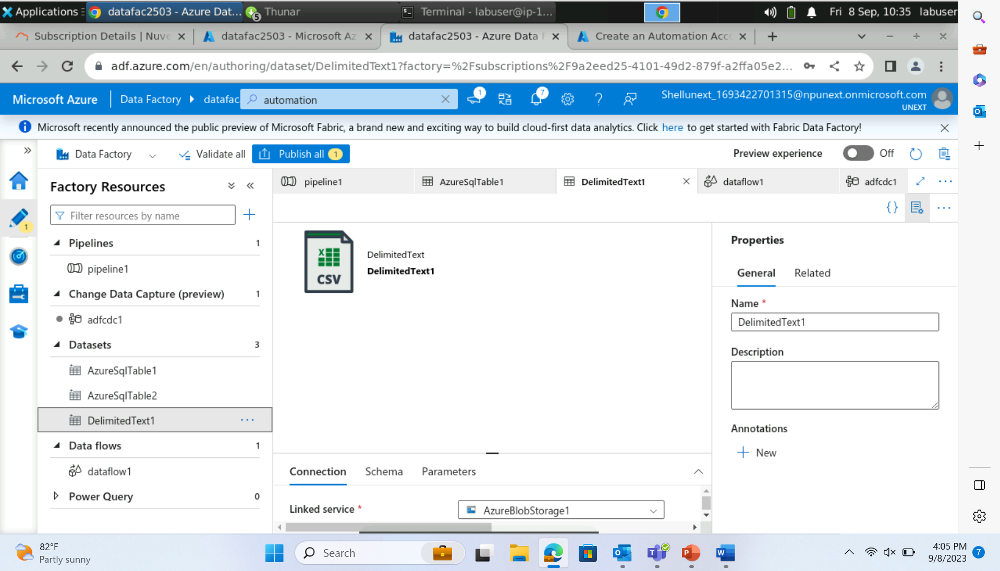 Applications
datafac2503 - Azure Dat...
5
Thunar
Terminal - labuser@ip-1...
Fri 8 Sep, 10:35
labuser
Subscription Details | Nuve
datafac2503 - Microsoft Az
datafac2503 - Azure Data F
Create an Automation Acco
adf.azure.com/en/authoring/dataset/DelimitedText1?factory=%2Fsubscriptions%2F9a2eed25-4101-49d2-879f-a2ffa05e2...
Microsoft Azure
Data Factory
datafac
automation
1
7
Shellunext_1693422701315@npunext.onmicrosoft.com
UNEXT
Microsoft recently announced the public preview of Microsoft Fabric, a brand new and exciting way to build cloud-first data analytics. Click here to get started with Fabric Data Factory!
Data Factory
Validate all
Publish all 1
Preview experience
Off
Factory Resources
Filter resources by name
1
Pipelines 1
pipeline1
Change Data Capture (preview) 1
adfcdc1
Datasets 3
AzureSqlTable1
AzureSqlTable2
DelimitedText1
Data flows 1
dataflow1
Power Query 0
pipeline1
AzureSqlTable1
DelimitedText1
dataflow1
adfcdc1
X
CSV
DelimitedText
DelimitedText1
Connection
Schema
Parameters
Linked service *
AzureBlobStorage1
Properties
General
Related
Name *
DelimitedText1
Description
Annotations
New
82°F
Partly sunny
Search
4:05 PM
9/8/2023
7